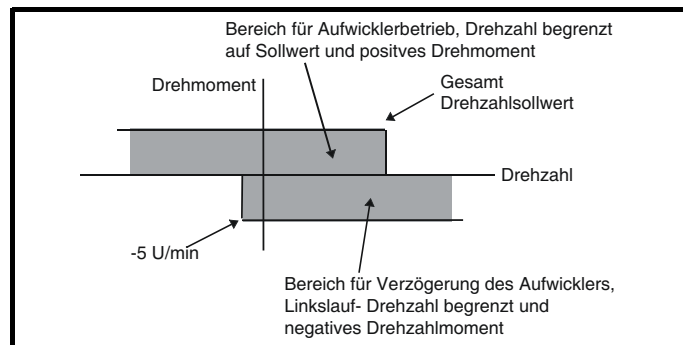 Bereich für Aufwicklerbetrieb, Drehzahl begrenzt
auf Sollwert und positves Drehmoment
Drehmoment
Gesamt
Drehzahlsollwert
Drehzahl
-5 U/min
Bereich für Verzögerung des Aufwicklers,
Linkslauf- Drehzahl begrenzt und
negatives Drehzahlmoment